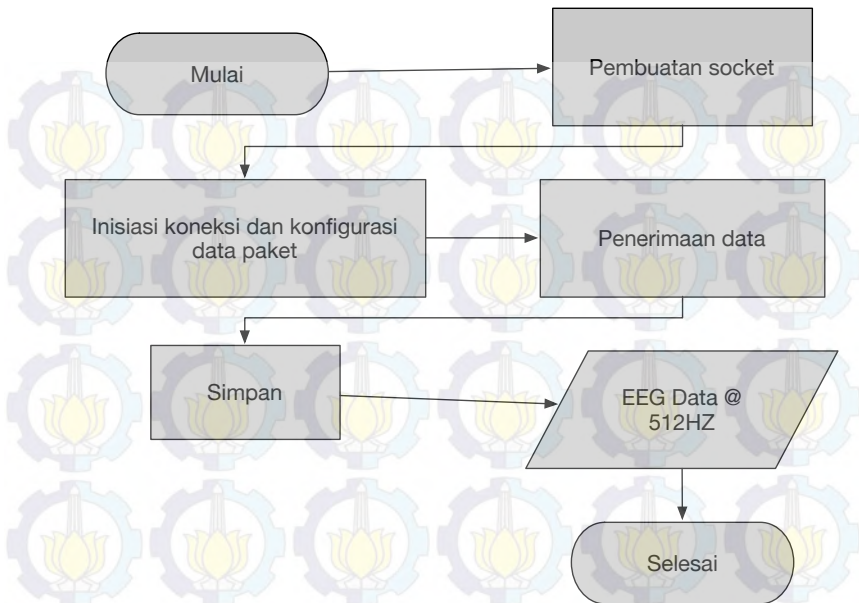 Mulai
Pembuatan socket
Inisiasi koneksi dan konfigurasi
data paket
Penerimaan data
Simpan
EEG Data @
512HZ
Selesai